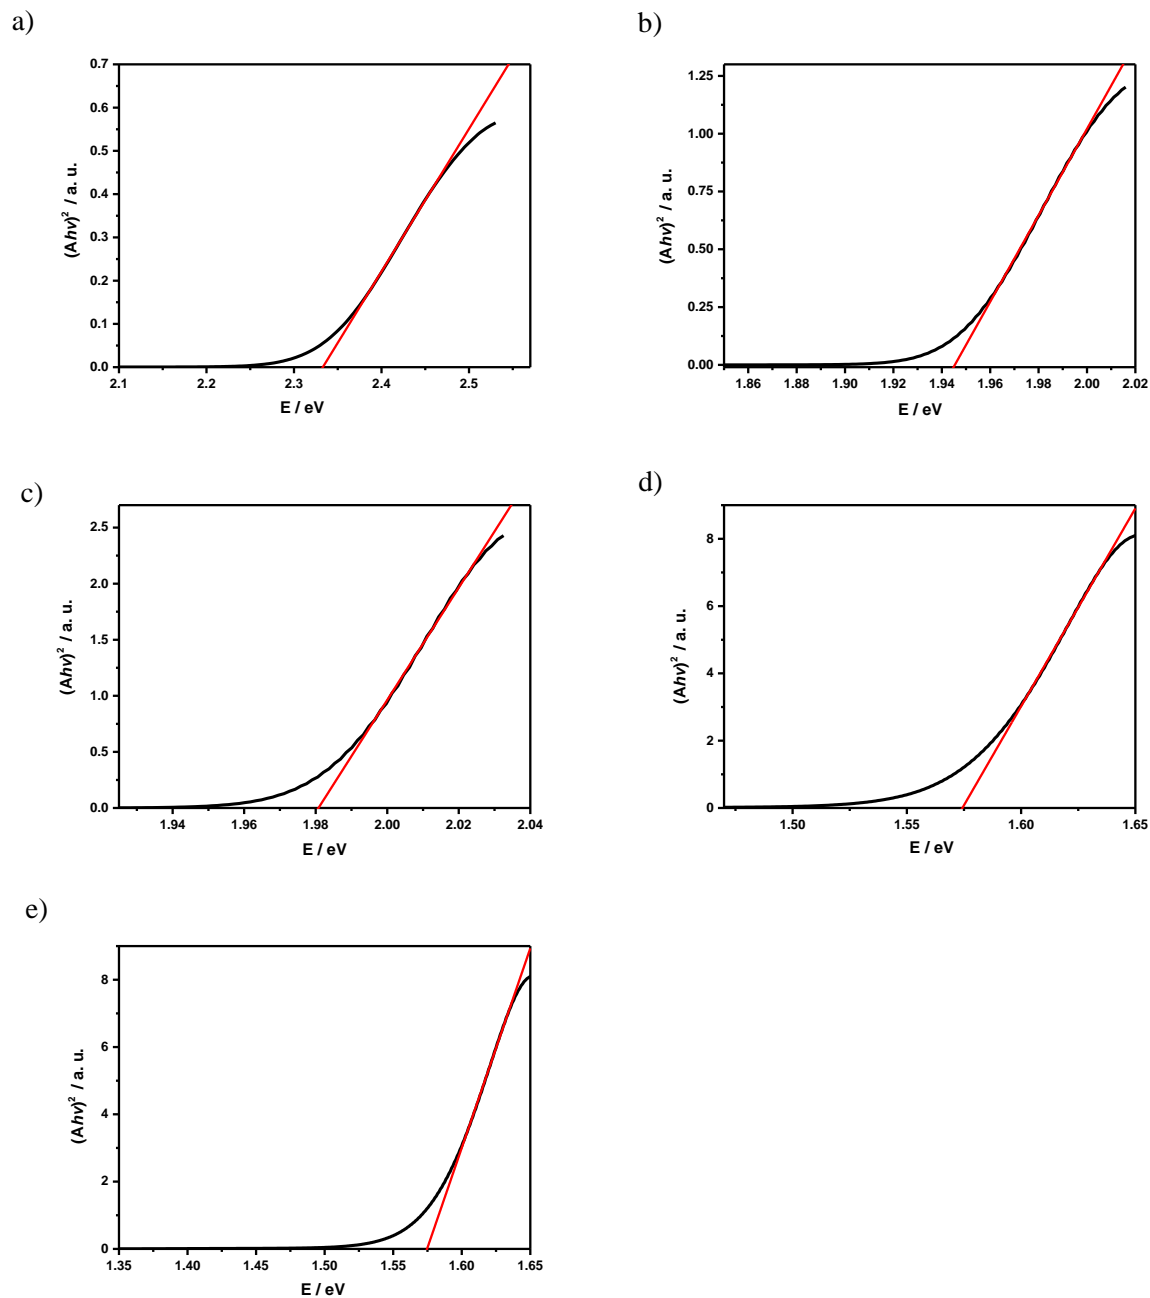 a)
0.7
0.6
0.5
0.4
0.3
0.2
0.1
0.0
(Ahν)² / a. u.
2.1 2.2 2.3 2.4 2.5
E / eV
b)
1.25
1.00
0.75
0.50
0.25
0.00
(Ahν)² / a. u.
1.86 1.88 1.90 1.92 1.94 1.96 1.98 2.00 2.02
E / eV
c)
2.5
2.0
1.5
1.0
0.5
0.0
(Ahν)² / a. u.
1.94 1.96 1.98 2.00 2.02 2.04
E / eV
d)
8
6
4
2
0
(Ahν)² / a. u.
1.50 1.55 1.60 1.65
E / eV
e)
8
6
4
2
0
(Ahν)² / a. u.
1.35 1.40 1.45 1.50 1.55 1.60 1.65
E / eV